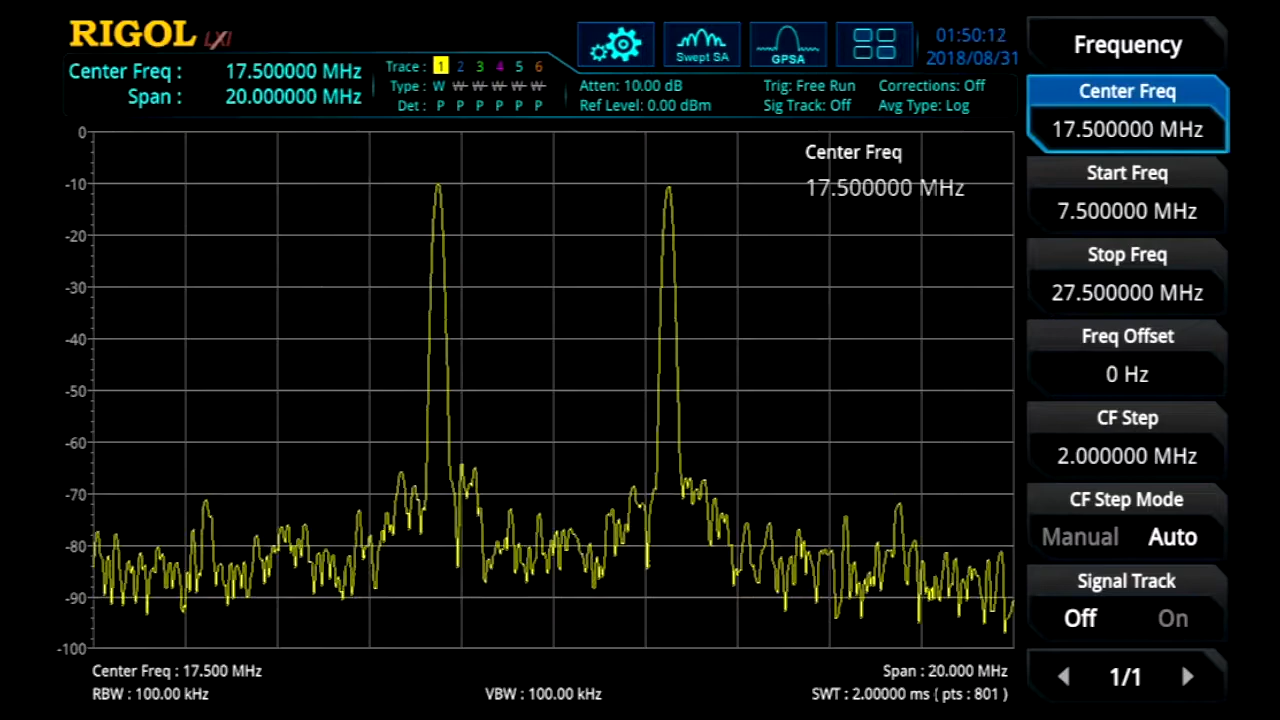 RIGOL LXI
Swept SA
GPSA
01:50:12
2018/08/31
Center Freq : 17.500000 MHz
Span : 20.000000 MHz
Trace : 1 2 3 4 5 6
Type : W W W W W W
Det : P P P P P P
Atten: 10.00 dB
Ref Level: 0.00 dBm
Trig: Free Run
Sig Track: Off
Corrections: Off
Avg Type: Log
Center Freq
17.500000 MHz
0
-10
-20
-30
-40
-50
-60
-70
-80
-90
-100
Center Freq : 17.500 MHz
Span : 20.000 MHz
RBW : 100.00 kHz
VBW : 100.00 kHz
SWT : 2.00000 ms ( pts : 801 )
Frequency
Center Freq
17.500000 MHz
Start Freq
7.500000 MHz
Stop Freq
27.500000 MHz
Freq Offset
0 Hz
CF Step
2.000000 MHz
CF Step Mode
Manual Auto
Signal Track
Off On
1/1